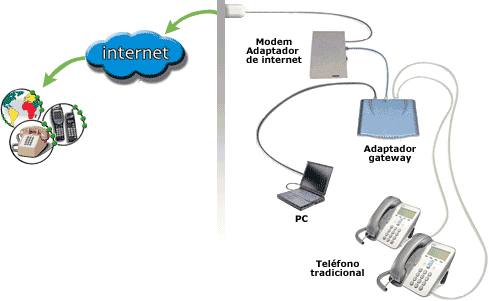 internet
Modem
Adaptador
de internet
Adaptador
gateway
PC
Teléfono
tradicional